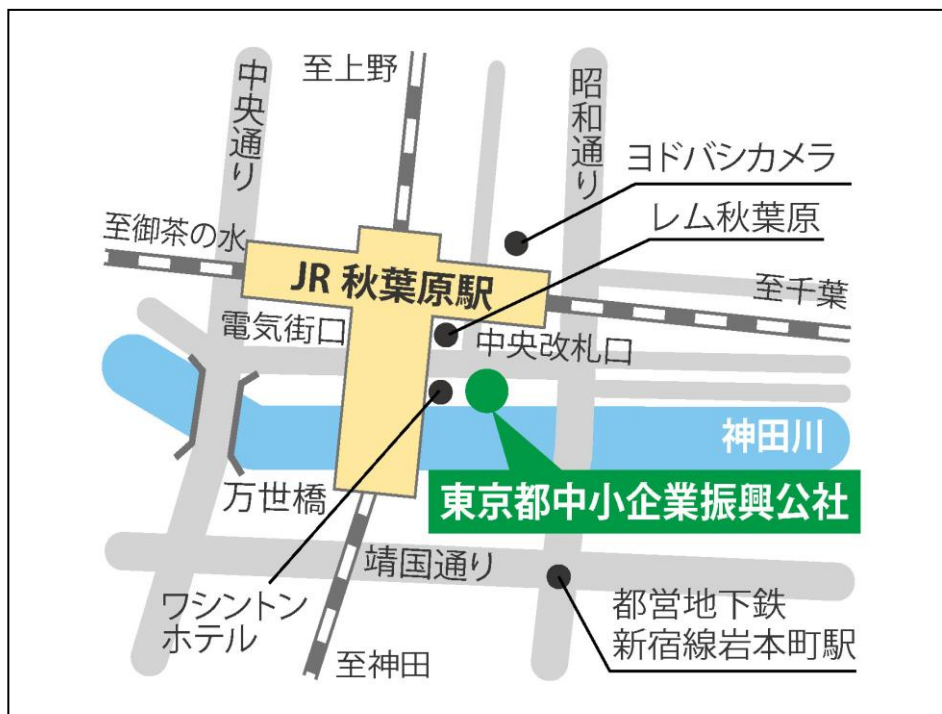 至上野
中央通り
昭和通り
ヨドバシカメラ
レム秋葉原
至御茶の水
JR 秋葉原駅
至千葉
電気街口
中央改札口
神田川
万世橋
東京都中小企業振興公社
靖国通り
ワシントン
ホテル
都営地下鉄
新宿線岩本町駅
至神田